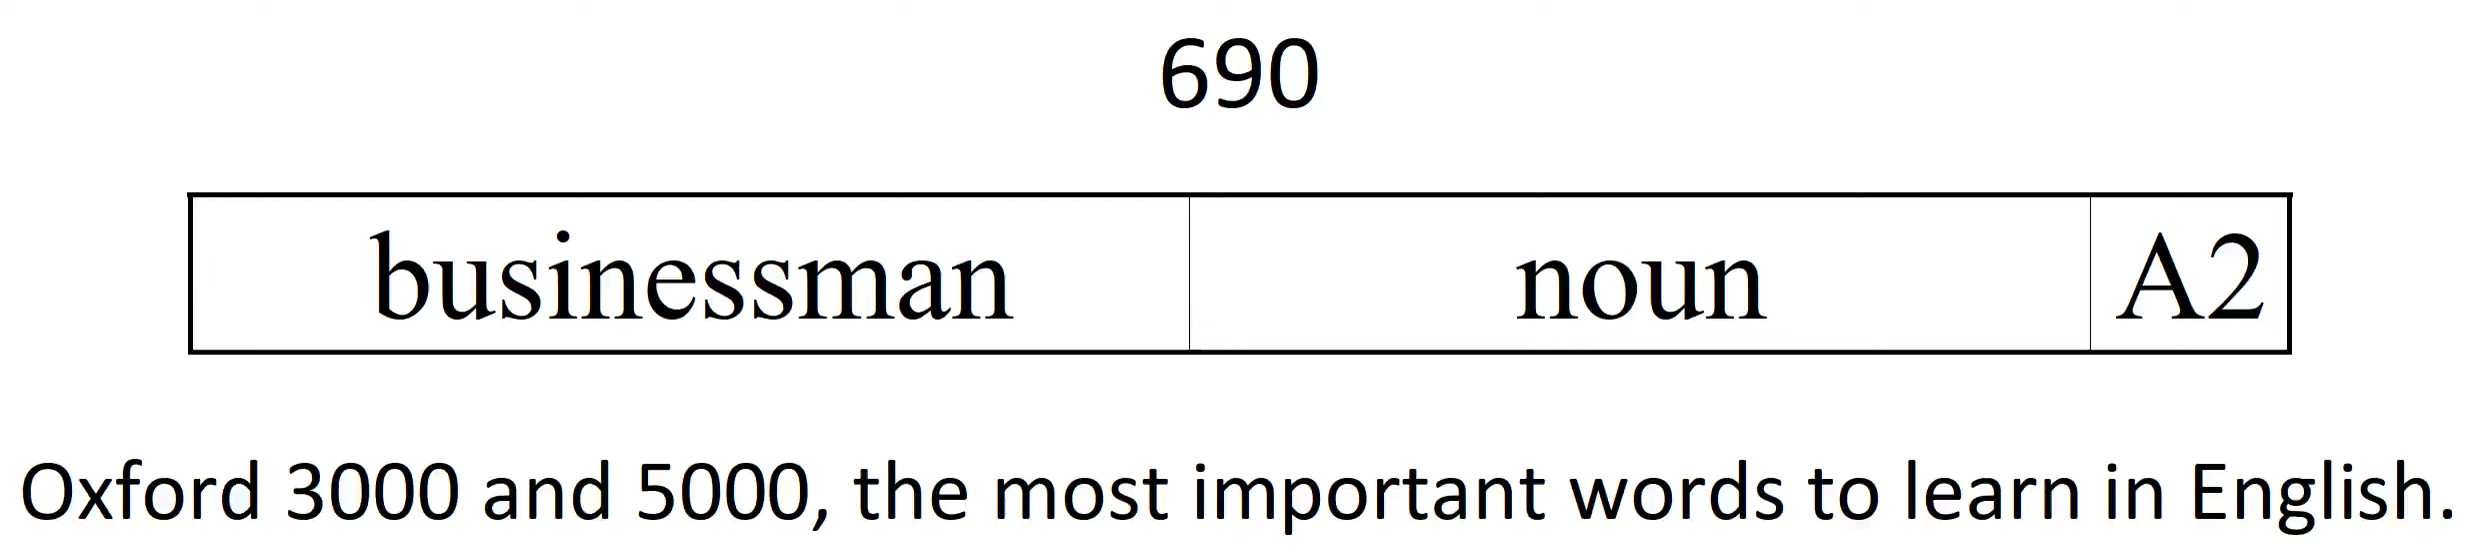 690
businessman noun A2
Oxford 3000 and 5000, the most important words to learn in English.